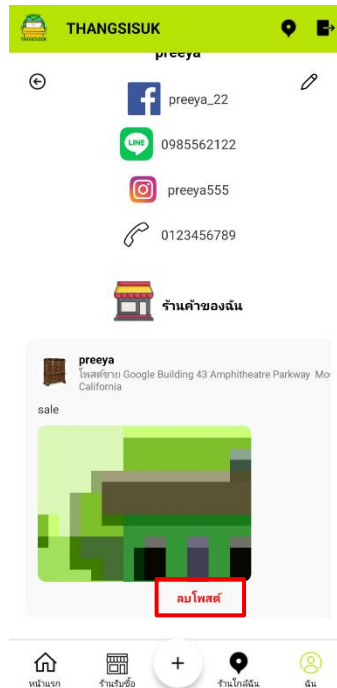 THANGSISUK
preeya
preeya_22
LINE
0985562122
preeya555
0123456789
ร้านค้าของฉัน
preeya
โพสต์ขาย Google Building 43 Amphitheatre Parkway Mo
California
sale
ลบโพสต์
หน้าแรก
ร้านรับซื้อ
ร้านใกล้ฉัน
ฉัน